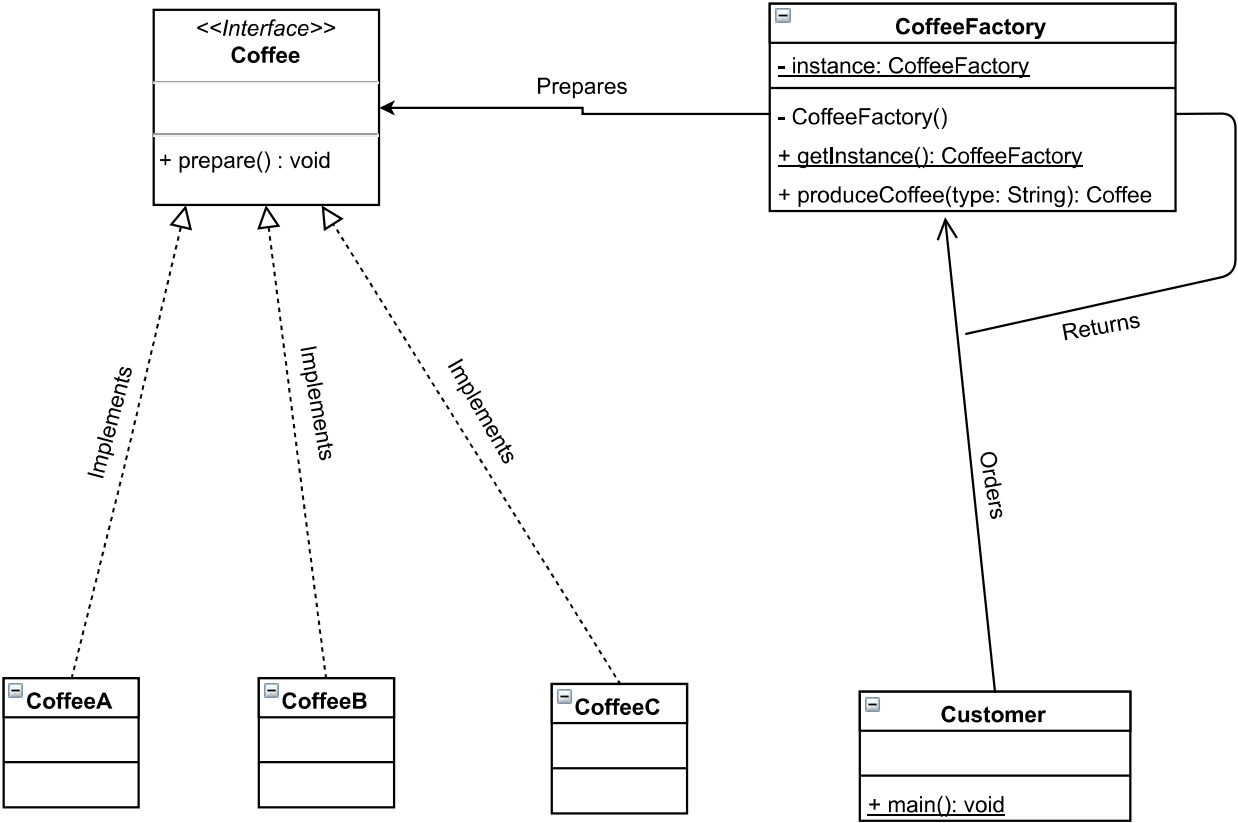 <<Interface>>
Coffee
+ prepare() : void
Prepares
CoffeeFactory
- instance: CoffeeFactory
- CoffeeFactory()
+ getInstance(): CoffeeFactory
+ produceCoffee(type: String): Coffee
Returns
Implements
Implements
Implements
Orders
CoffeeA
CoffeeB
CoffeeC
Customer
+ main(): void